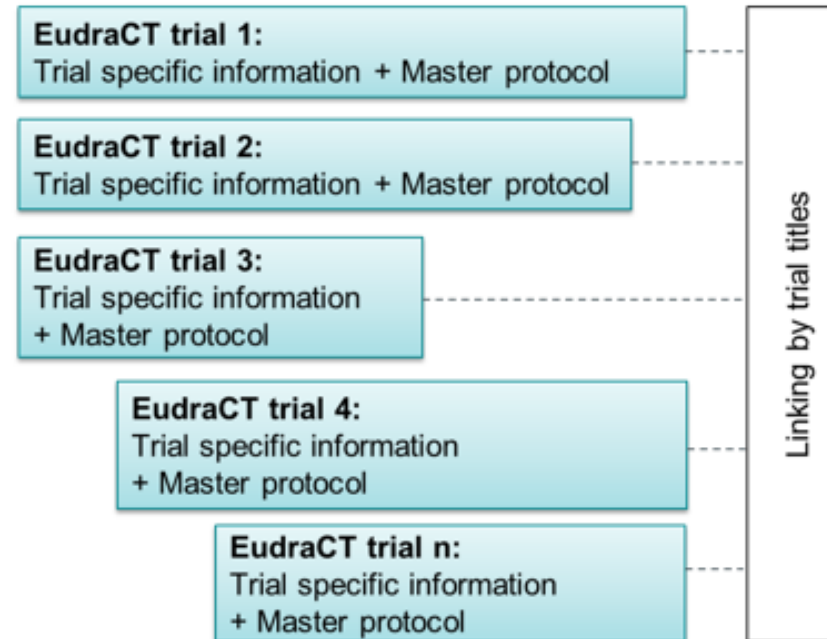 EudraCT trial 1:
Trial specific information + Master protocol
EudraCT trial 2:
Trial specific information + Master protocol
EudraCT trial 3:
Trial specific information
+ Master protocol
EudraCT trial 4:
Trial specific information
+ Master protocol
EudraCT trial n:
Trial specific information
+ Master protocol
Linking by trial titles